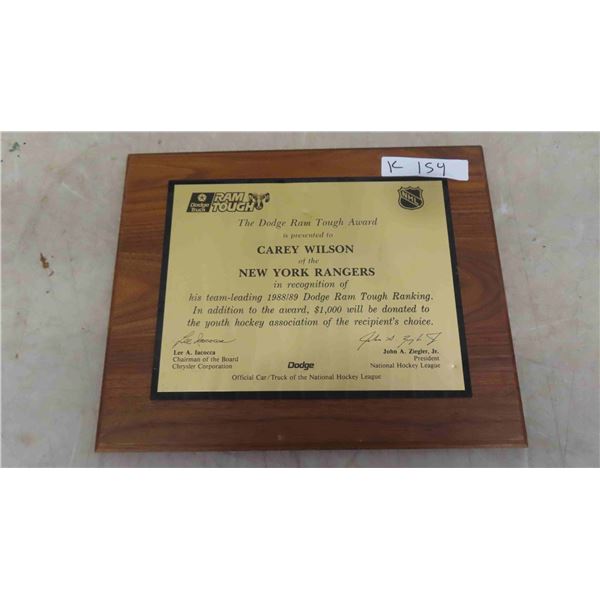 K 154
Dodge Truck
RAM TOUGH
NHL
The Dodge Ram Tough Award
is presented to
CAREY WILSON
of the
NEW YORK RANGERS
in recognition of
his team-leading 1988/89 Dodge Ram Tough Ranking.
In addition to the award, $1,000 will be donated to
the youth hockey association of the recipient's choice.
Lee A. Iacocca
Chairman of the Board
Chrysler Corporation
John A. Ziegler, Jr.
President
National Hockey League
Dodge
Official Car/Truck of the National Hockey League